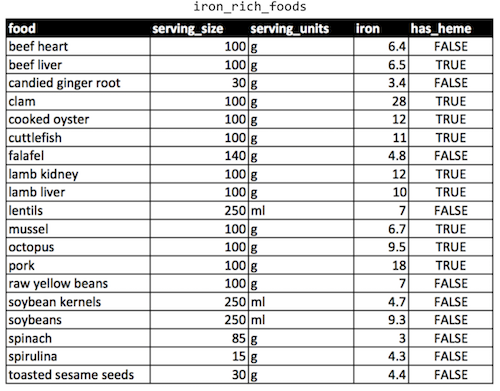 iron_rich_foods
food serving_size serving_units iron has_heme
beef heart 100 g 6.4 FALSE
beef liver 100 g 6.5 TRUE
candied ginger root 30 g 3.4 FALSE
clam 100 g 28 TRUE
cooked oyster 100 g 12 TRUE
cuttlefish 100 g 11 TRUE
falafel 140 g 4.8 FALSE
lamb kidney 100 g 12 TRUE
lamb liver 100 g 10 TRUE
lentils 250 ml 7 FALSE
mussel 100 g 6.7 TRUE
octopus 100 g 9.5 TRUE
pork 100 g 18 TRUE
raw yellow beans 100 g 7 FALSE
soybean kernels 250 ml 4.7 FALSE
soybeans 250 ml 9.3 FALSE
spinach 85 g 3 FALSE
spirulina 15 g 4.3 FALSE
toasted sesame seeds 30 g 4.4 FALSE